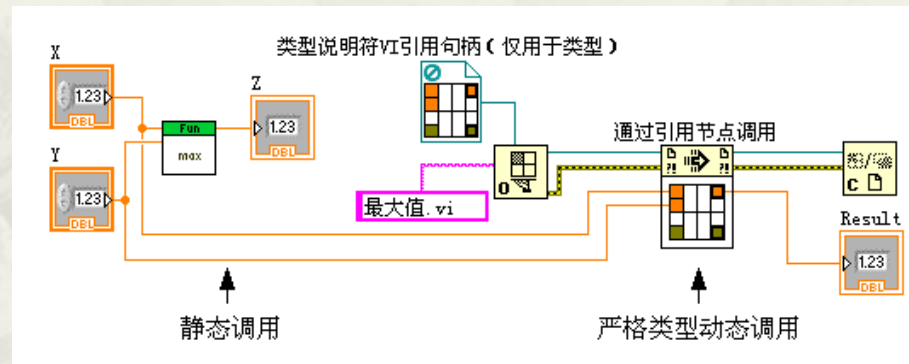 类型说明符VI引用句柄(仅用于类型)
X
1.23
DBL
Z
1.23
DBL
Fun
max
Y
1.23
DBL
通过引用节点调用
O
最大值.vi
C
Result
1.23
DBL
静态调用
严格类型动态调用